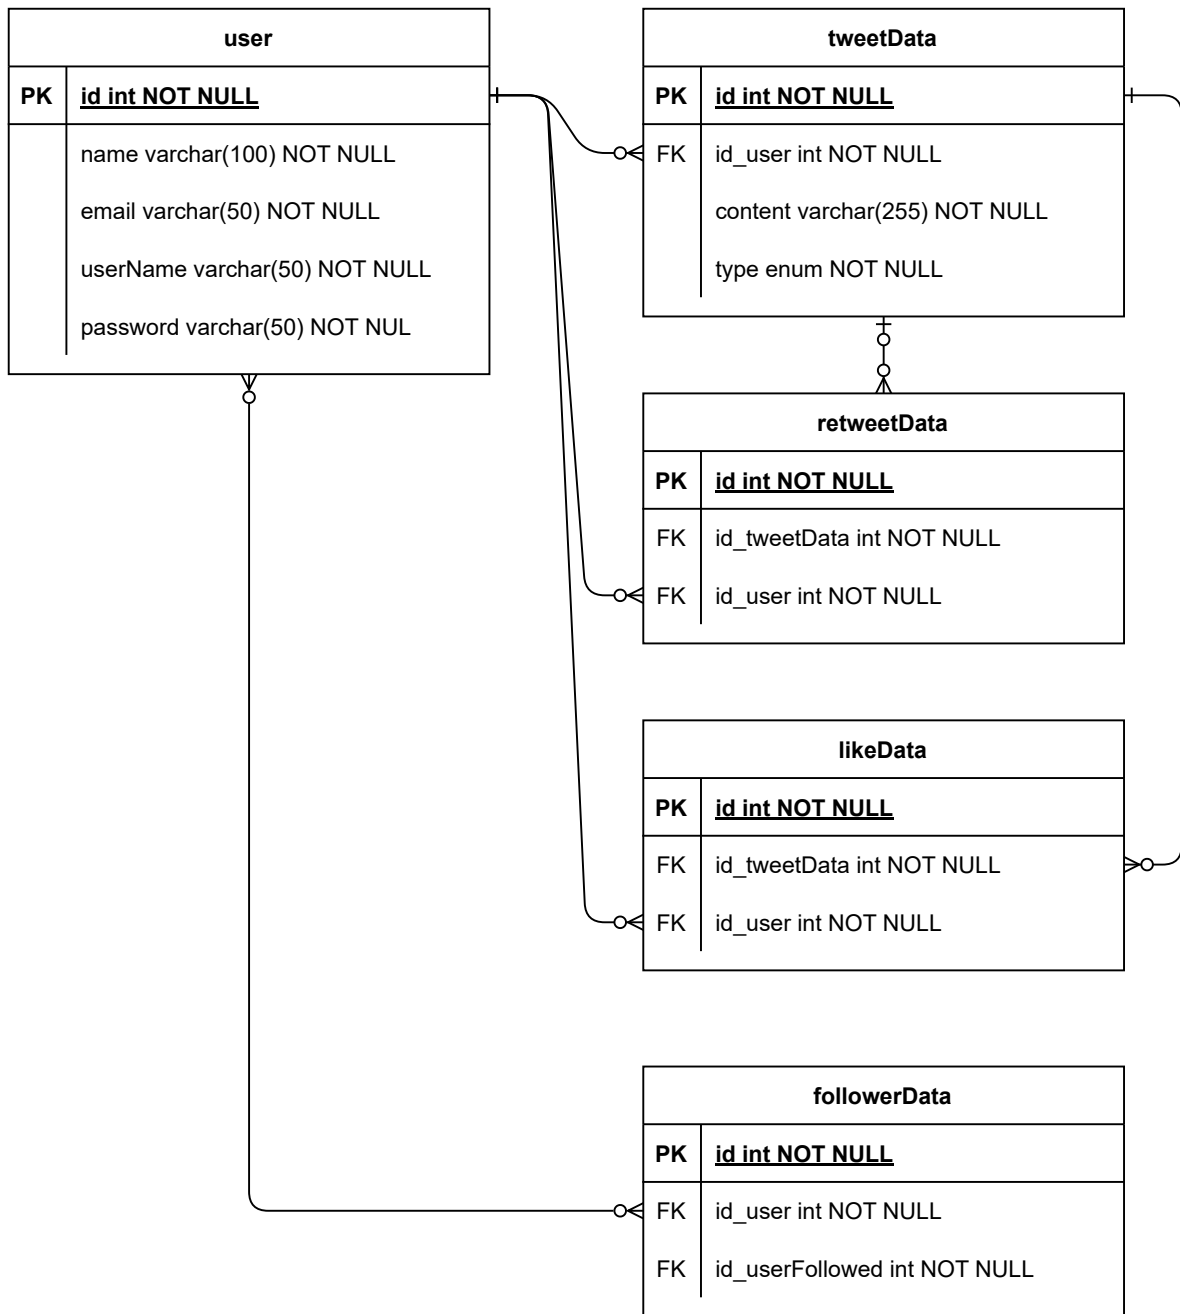 user
PK id int NOT NULL
name varchar(100) NOT NULL
email varchar(50) NOT NULL
userName varchar(50) NOT NULL
password varchar(50) NOT NUL
tweetData
PK id int NOT NULL
FK id_user int NOT NULL
content varchar(255) NOT NULL
type enum NOT NULL
retweetData
PK id int NOT NULL
FK id_tweetData int NOT NULL
FK id_user int NOT NULL
likeData
PK id int NOT NULL
FK id_tweetData int NOT NULL
FK id_user int NOT NULL
followerData
PK id int NOT NULL
FK id_user int NOT NULL
FK id_userFollowed int NOT NULL